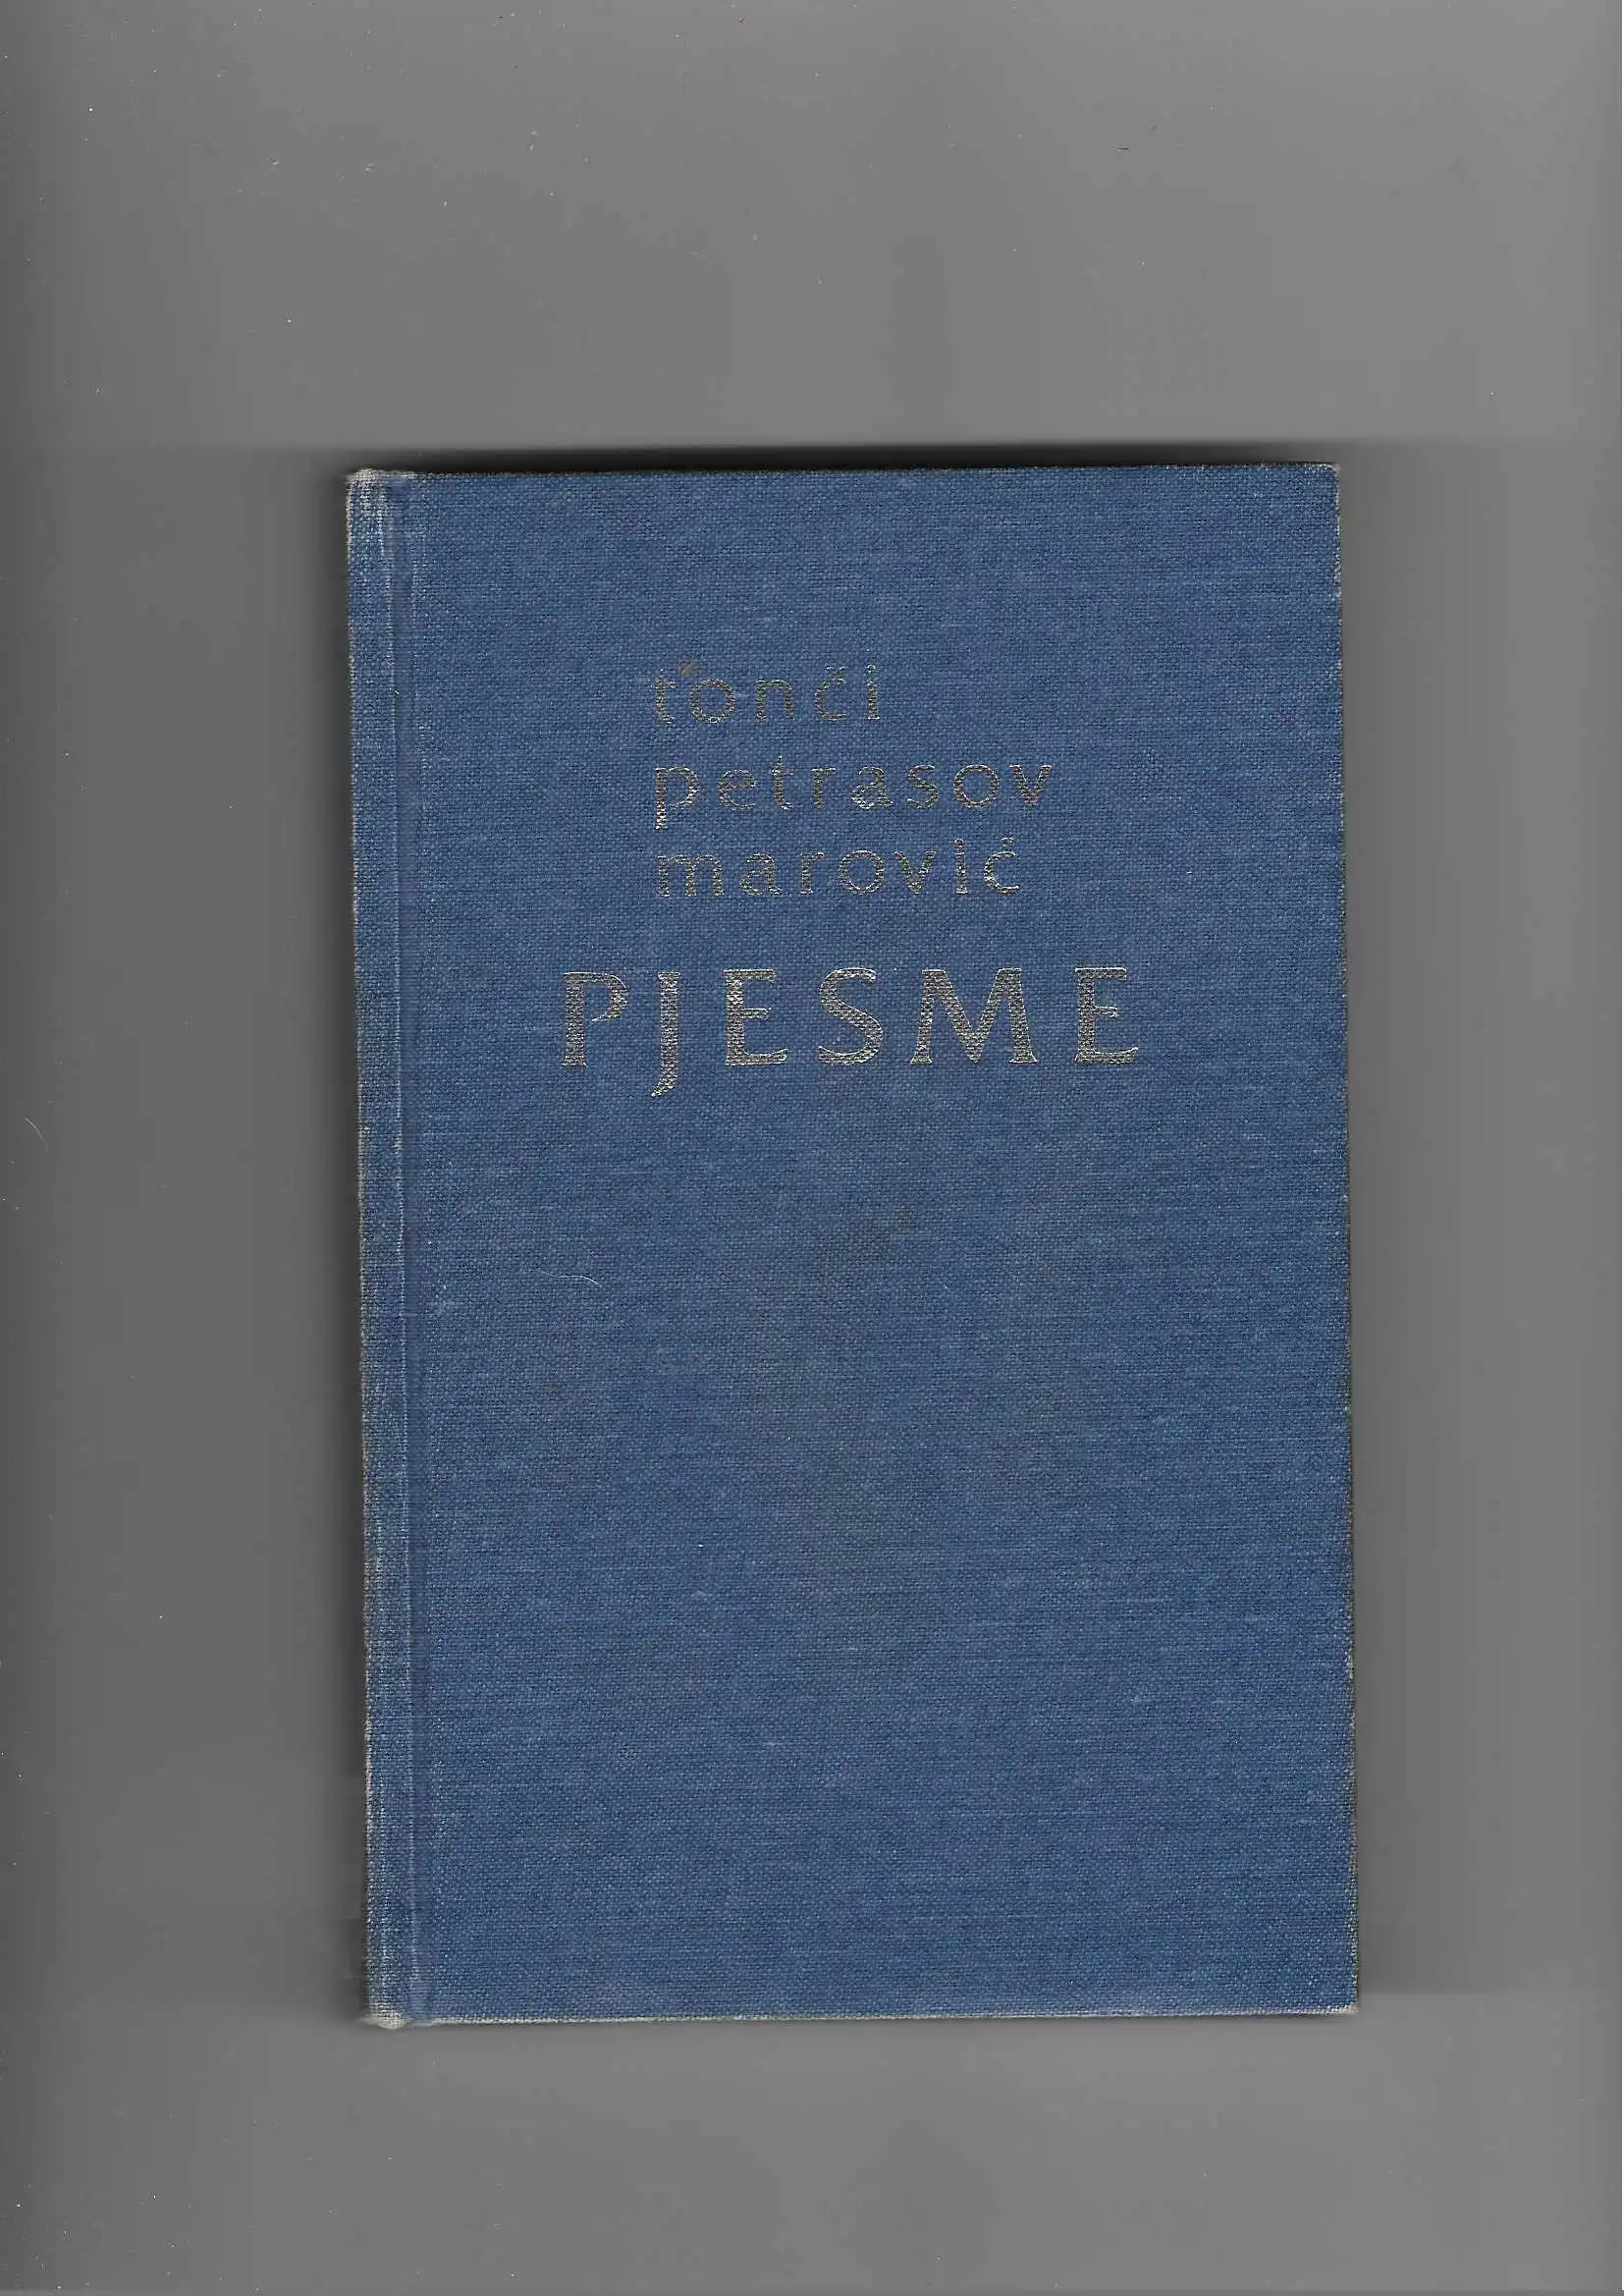 tonči
petrasov
marović
PJESME